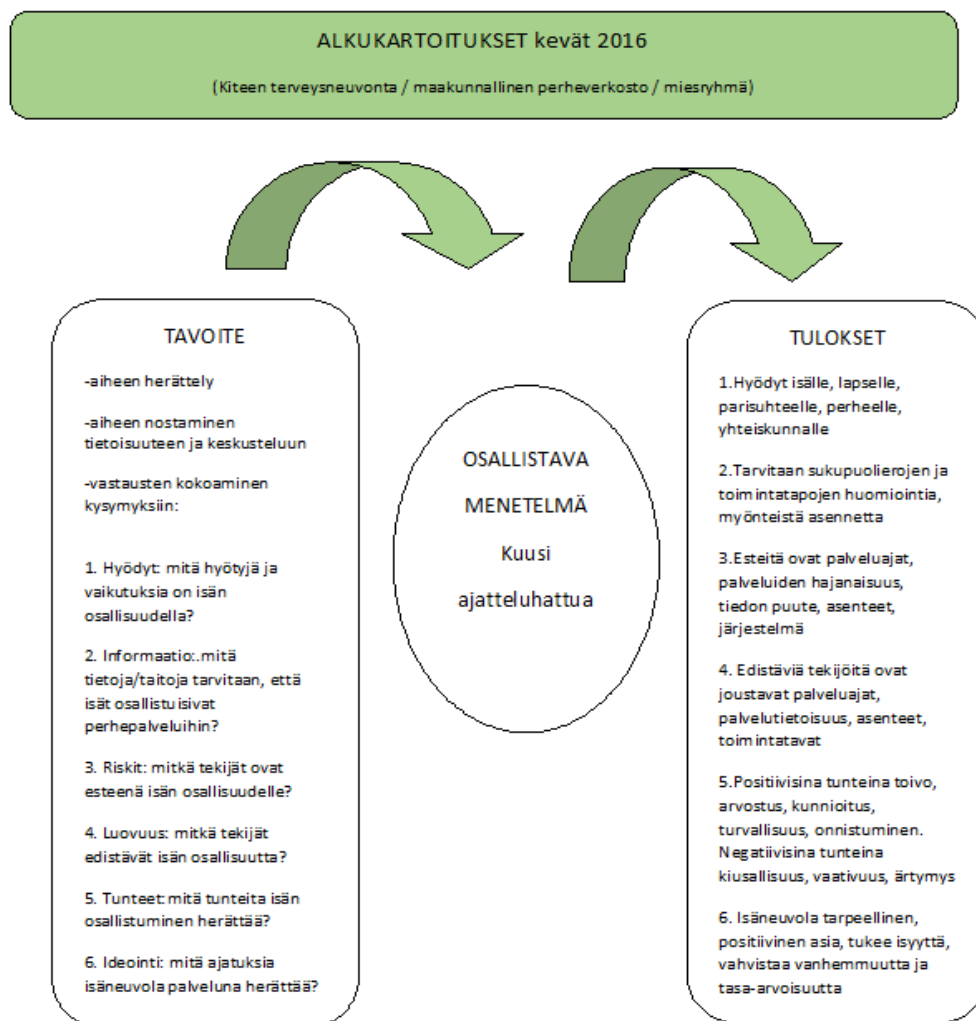 ALKUKARTOITUKSET kevät 2016
(Kiteen terveysneuvonta / maakunnallinen perheverkosto / miesryhmä)
TAVOITE
-aiheen herättely
-aiheen nostaminen
tietoisuuteen ja keskusteluun
-vastausten kokoaminen
kysymyksiin:
1. Hyödyt: mitä hyötyjä ja
vaikutuksia on isän
osallisuudella?
2. Informaatio:.mitä
tietoja/taitoja tarvitaan, että
isät osallistuisivat
perhepalveluihin?
3. Riskit: mitkä tekijät ovat
esteenä isän osallisuudelle?
4. Luovuus: mitkä tekijät
edistävät isän osallisuutta?
5. Tunteet:mitä tunteita isän
osallistuminen herättää?
6. Ideointi: mitä ajatuksia
isäneuvola palveluna herättää?
OSALLISTAVA
MENETELMÄ
Kuusi
ajatteluhattua
TULOKSET
1.Hyödyt isälle, lapselle,
parisuhteelle, perheelle,
yhteiskunnalle
2.Tarvitaan sukupuolierojen ja
toimintatapojen huomiointia,
myönteistä asennetta
3.Esteitä ovat palveluajat,
palveluiden hajanaisuus,
tiedon puute, asenteet,
järjestelmä
4. Edistäviä tekijöitä ovat
joustavat palveluajat,
palvelutietoisuus, asenteet,
toimintatavat
5.Positiivisina tunteina toivo,
arvostus, kunnioitus,
turvallisuus, onnistuminen.
Negatiivisina tunteina
kiusallisuus, vaativuus, ärtymys
6. Isäneuvola tarpeellinen,
positiivinen asia, tukee isyyttä,
vahvistaa vanhemmuutta ja
tasa-arvoisuutta